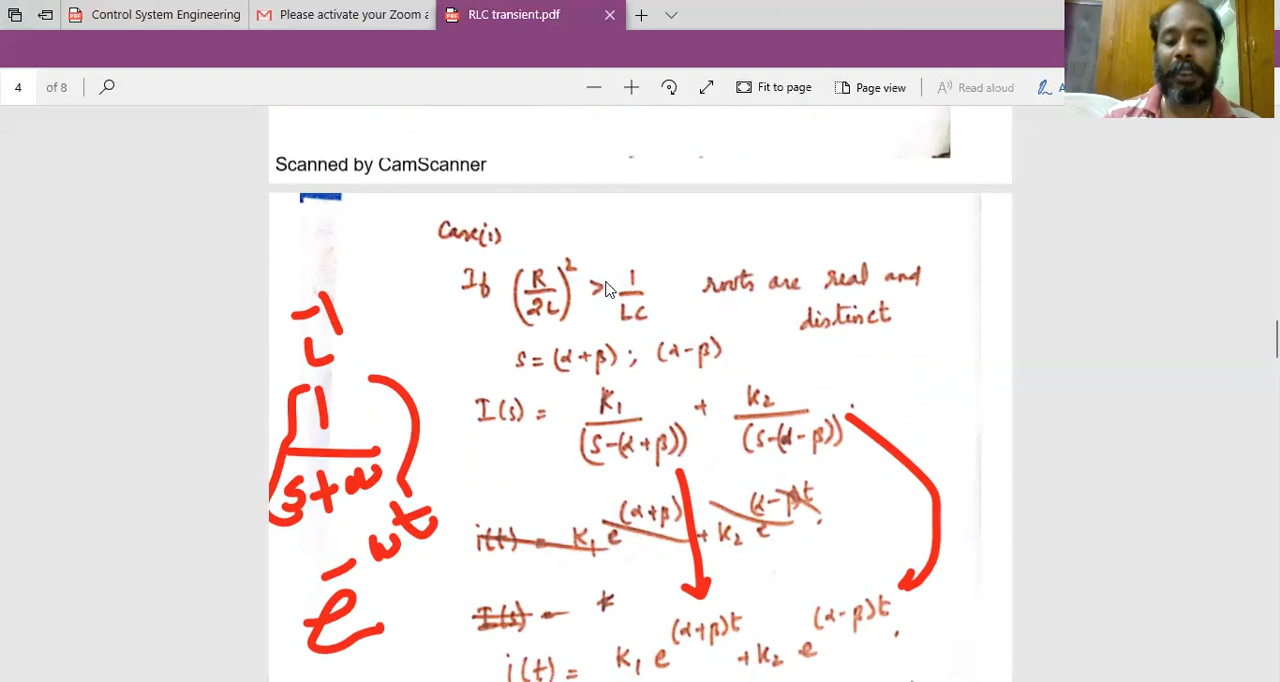 Control System Engineering
Please activate your Zoom a
RLC transient.pdf
4 of 8
Fit to page
Page view
Read aloud
Scanned by CamScanner
Case(1)
If (R/2L)² > 1/LC roots are real and
distinct
s = (α+β) ; (α-β)
I(s) = K₁/(s-(α+β)) + K₂/(s-(α-β))
i(t) = K₁ e^(α+β) + K₂ e^(α-β)t
I(s) = k
i(t) = K₁ e^(α+β)t + K₂ e^(α-β)t
L⁻¹
1/(s+
e